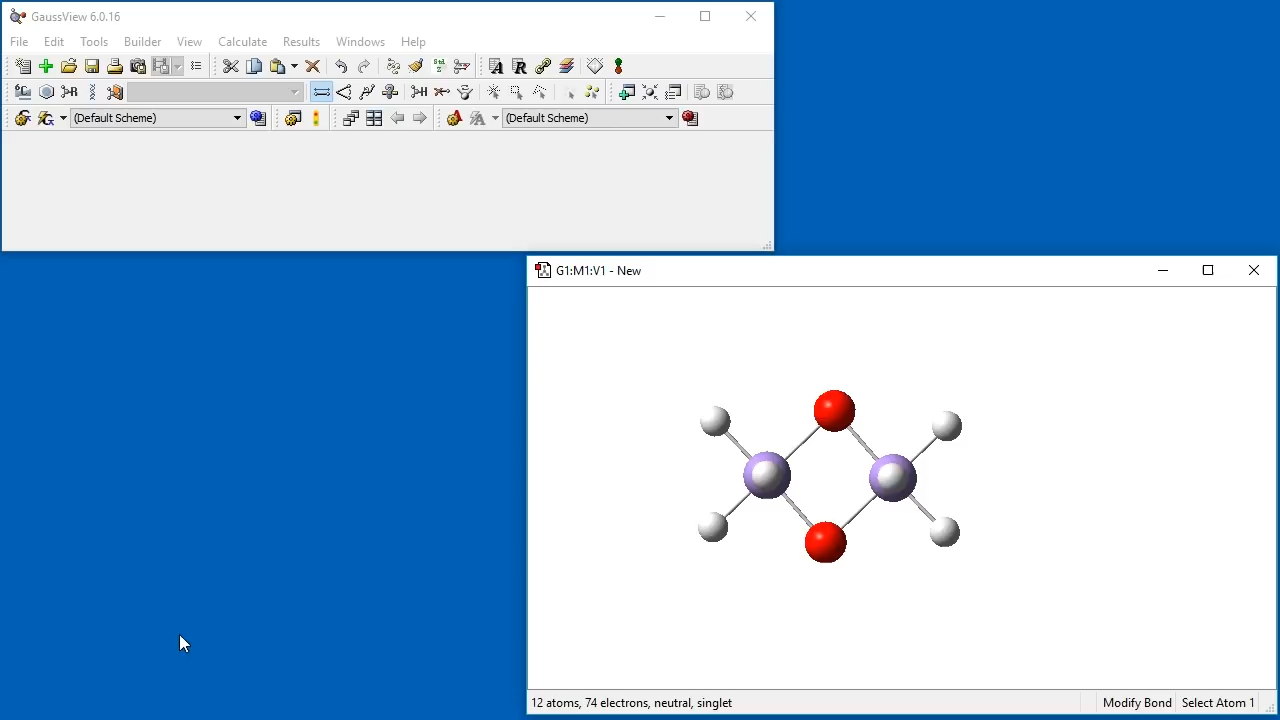 GaussView 6.0.16
File Edit Tools Builder View Calculate Results Windows Help
(Default Scheme) (Default Scheme)
G1:M1:V1 - New
12 atoms, 74 electrons, neutral, singlet Modify Bond Select Atom 1